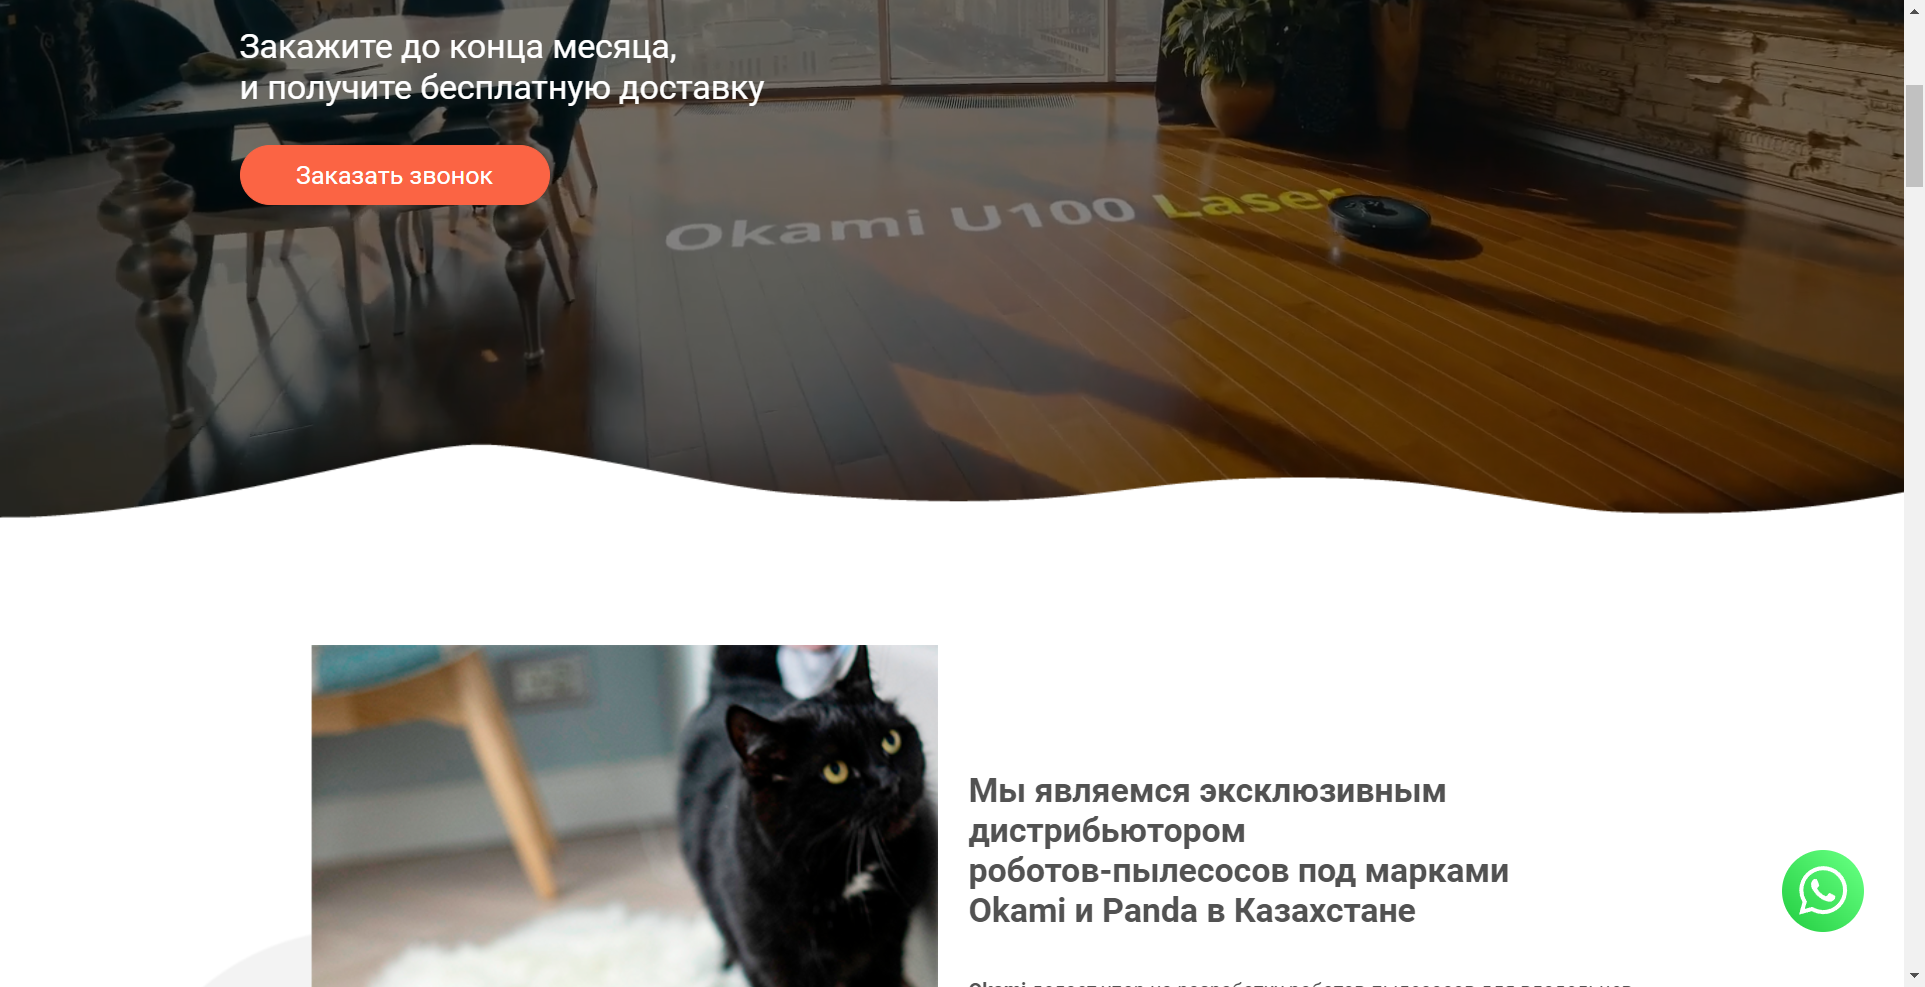 Закажите до конца месяца,
и получите бесплатную доставку
Заказать звонок
Okami U100 Laser
Мы являемся эксклюзивным
дистрибьютором
роботов-пылесосов под марками
Okami и Panda в Казахстане